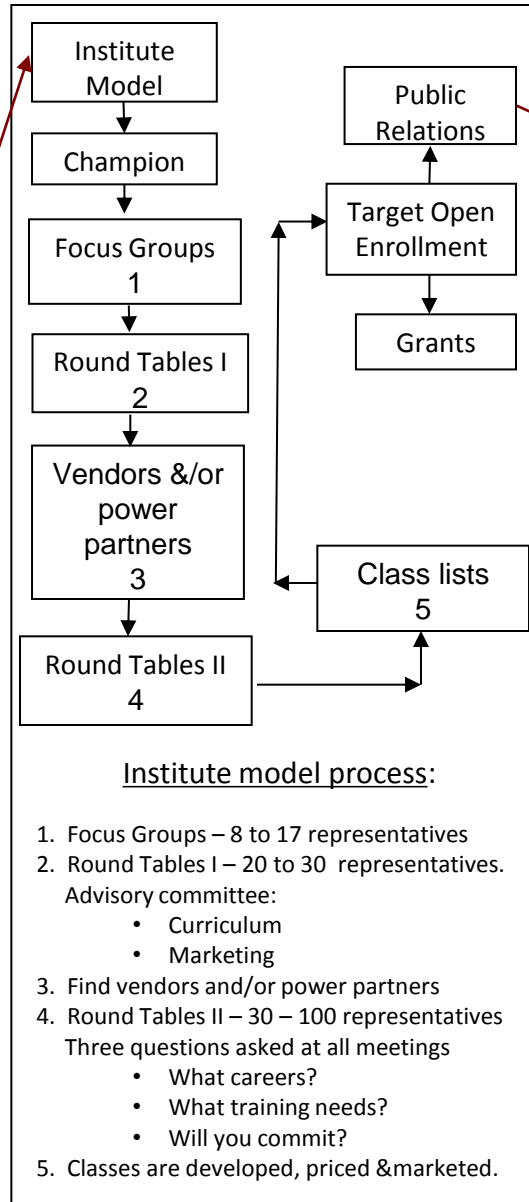 Institute
Model
Champion
Focus Groups
1
Round Tables I
2
Vendors &/or
power
partners
3
Round Tables II
4
Public
Relations
Target Open
Enrollment
Grants
Class lists
5
Institute model process:
1. Focus Groups – 8 to 17 representatives
2. Round Tables I – 20 to 30 representatives.
Advisory committee:
• Curriculum
• Marketing
3. Find vendors and/or power partners
4. Round Tables II – 30 – 100 representatives
Three questions asked at all meetings
• What careers?
• What training needs?
• Will you commit?
5. Classes are developed, priced &marketed.